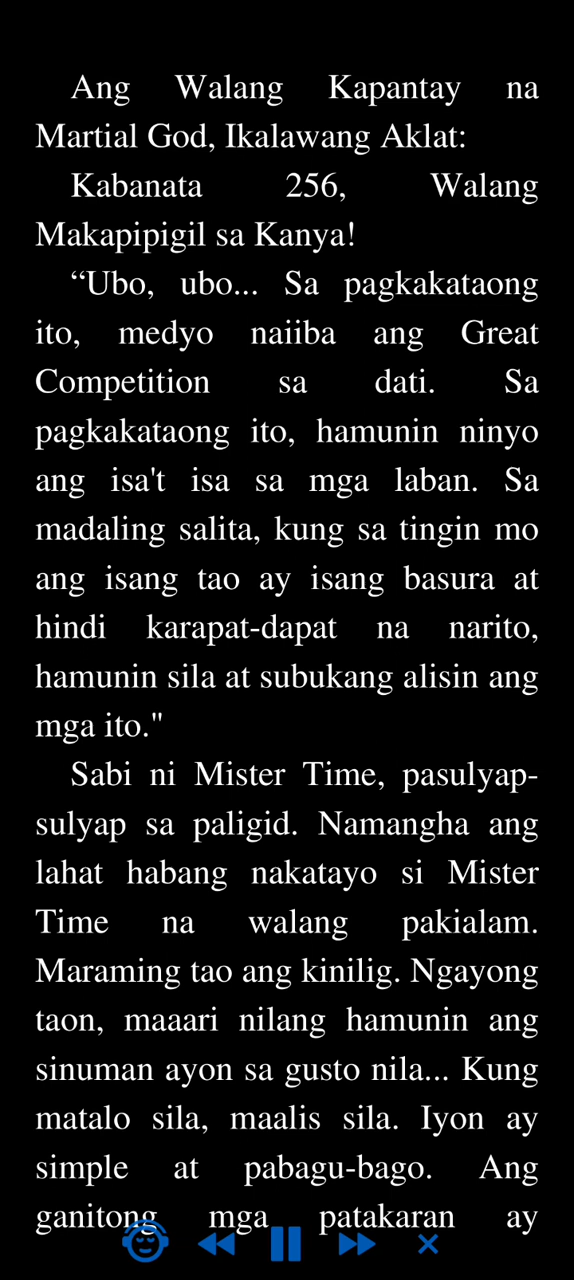 Ang Walang Kapantay na
Martial God, Ikalawang Aklat:
Kabanata 256, Walang
Makapipigil sa Kanya!
“Ubo, ubo... Sa pagkakataong
ito, medyo naiiba ang Great
Competition sa dati. Sa
pagkakataong ito, hamunin ninyo
ang isa't isa sa mga laban. Sa
madaling salita, kung sa tingin mo
ang isang tao ay isang basura at
hindi karapat-dapat na narito,
hamunin sila at subukang alisin ang
mga ito."
Sabi ni Mister Time, pasulyap-
sulyap sa paligid. Namangha ang
lahat habang nakatayo si Mister
Time na walang pakialam.
Maraming tao ang kinilig. Ngayong
taon, maaari nilang hamunin ang
sinuman ayon sa gusto nila... Kung
matalo sila, maalis sila. Iyon ay
simple at pabagu-bago. Ang
ganitong mga patakaran ay